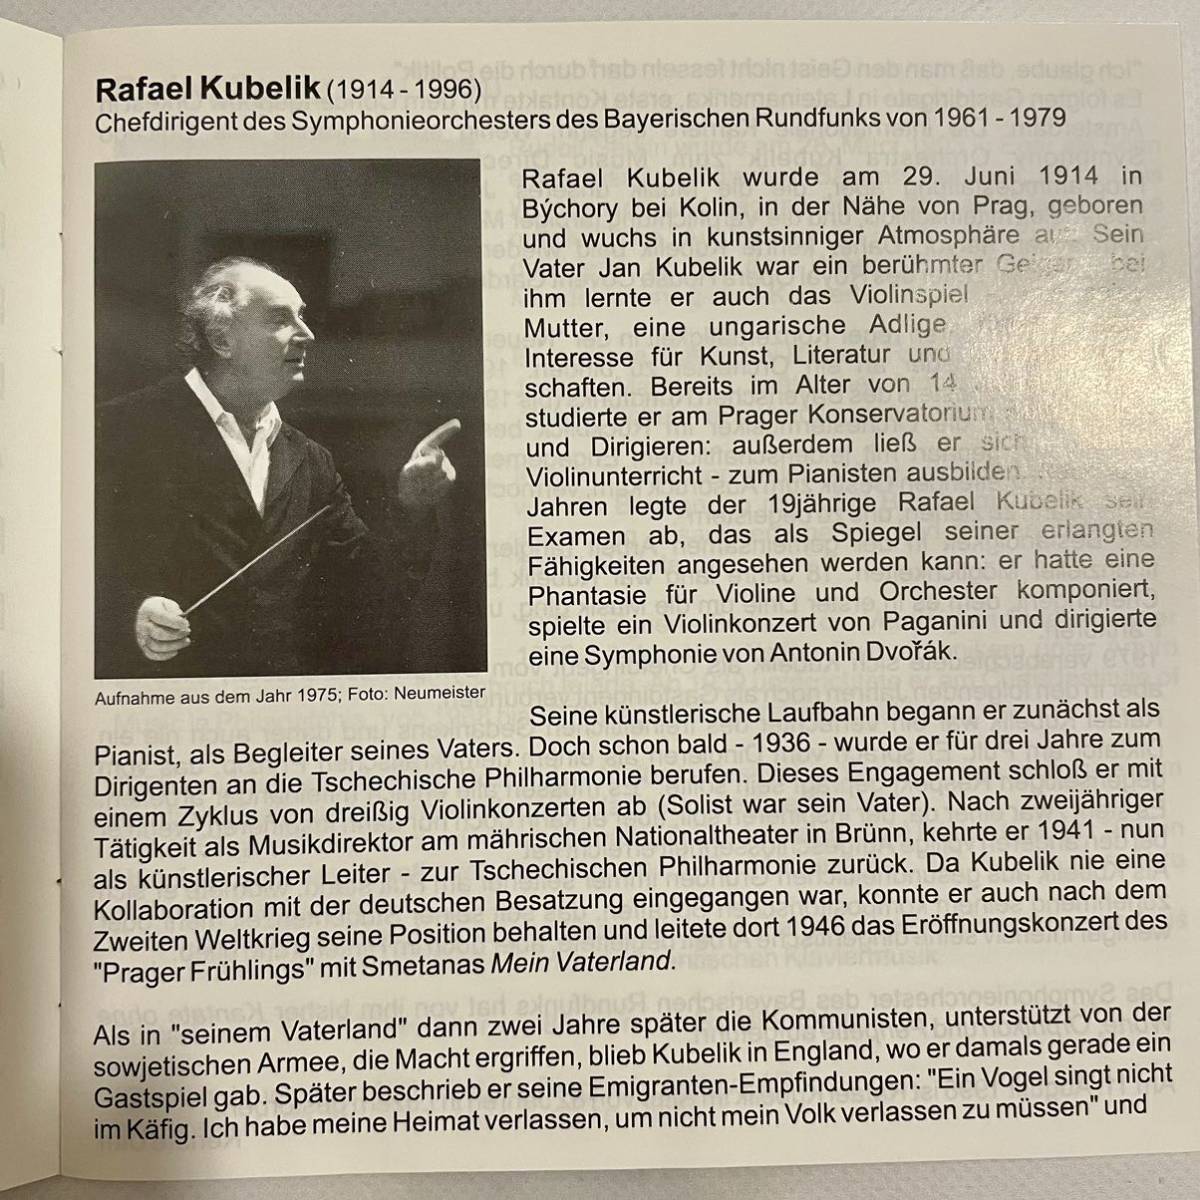 Rafael Kubelik (1914 - 1996)
Chefdirigent des Symphonieorchesters des Bayerischen Rundfunks von 1961 - 1979
Rafael Kubelik wurde am 29. Juni 1914 in
Býchory bei Kolin, in der Nähe von Prag, geboren
und wuchs in kunstsinniger Atmosphäre auf. Sein
Vater Jan Kubelik war ein berühmter Geiger, bei
ihm lernte er auch das Violinspiel
Mutter, eine ungarische Adlige
Interesse für Kunst, Literatur und
schaften. Bereits im Alter von 14
studierte er am Prager Konservatorium
und Dirigieren: außerdem ließ er sich
Violinunterricht - zum Pianisten ausbilden.
Jahren legte der 19jährige Rafael Kubelik sein
Examen ab, das als Spiegel seiner erlangten
Fähigkeiten angesehen werden kann: er hatte eine
Phantasie für Violine und Orchester komponiert,
spielte ein Violinkonzert von Paganini und dirigierte
eine Symphonie von Antonin Dvořák.
Aufnahme aus dem Jahr 1975; Foto: Neumeister
Seine künstlerische Laufbahn begann er zunächst als
Pianist, als Begleiter seines Vaters. Doch schon bald - 1936 - wurde er für drei Jahre zum
Dirigenten an die Tschechische Philharmonie berufen. Dieses Engagement schloß er mit
einem Zyklus von dreißig Violinkonzerten ab (Solist war sein Vater). Nach zweijähriger
Tätigkeit als Musikdirektor am mährischen Nationaltheater in Brünn, kehrte er 1941 - nun
als künstlerischer Leiter - zur Tschechischen Philharmonie zurück. Da Kubelik nie eine
Kollaboration mit der deutschen Besatzung eingegangen war, konnte er auch nach dem
Zweiten Weltkrieg seine Position behalten und leitete dort 1946 das Eröffnungskonzert des
"Prager Frühlings" mit Smetanas Mein Vaterland.
Als in "seinem Vaterland" dann zwei Jahre später die Kommunisten, unterstützt von der
sowjetischen Armee, die Macht ergriffen, blieb Kubelik in England, wo er damals gerade ein
Gastspiel gab. Später beschrieb er seine Emigranten-Empfindungen: "Ein Vogel singt nicht
im Käfig. Ich habe meine Heimat verlassen, um nicht mein Volk verlassen zu müssen" und